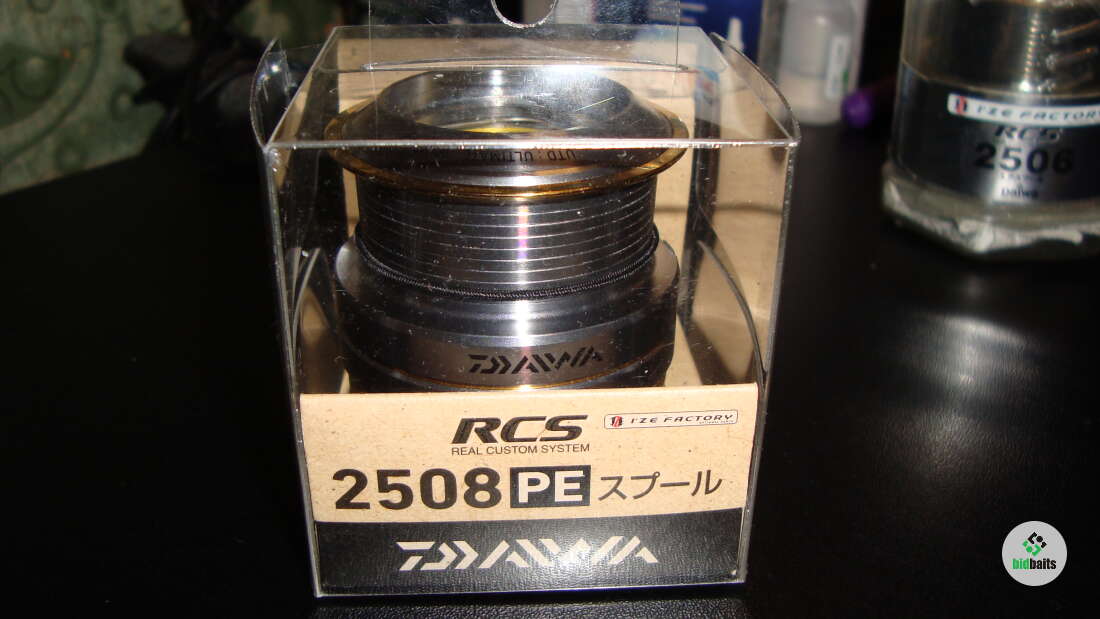 I'ZE FACTORY
RCS
2506
Daiwa
DAIWA
RCS
I'ZE FACTORY
REAL CUSTOM SYSTEM
2508 PE スプール
DAIWA
bidbaits